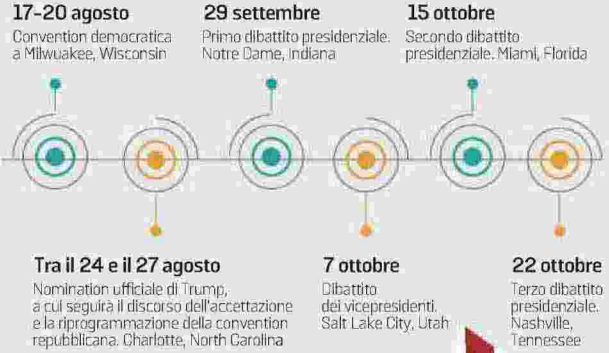 17-20 agosto
Convention democratica
a Milwuakee, Wisconsin
29 settembre
Primo dibattito presidenziale.
Notre Dame, Indiana
15 ottobre
Secondo dibattito
presidenziale. Miami, Florida
Tra il 24 e il 27 agosto
Nomination ufficiale di Trump,
a cui seguirà il discorso dell'accettazione
e la riprogrammazione della convention
repubblicana. Charlotte, North Carolina
7 ottobre
Dibattito
dei vicepresidenti.
Salt Lake City, Utah
22 ottobre
Terzo dibattito
presidenziale.
Nashville,
Tennessee